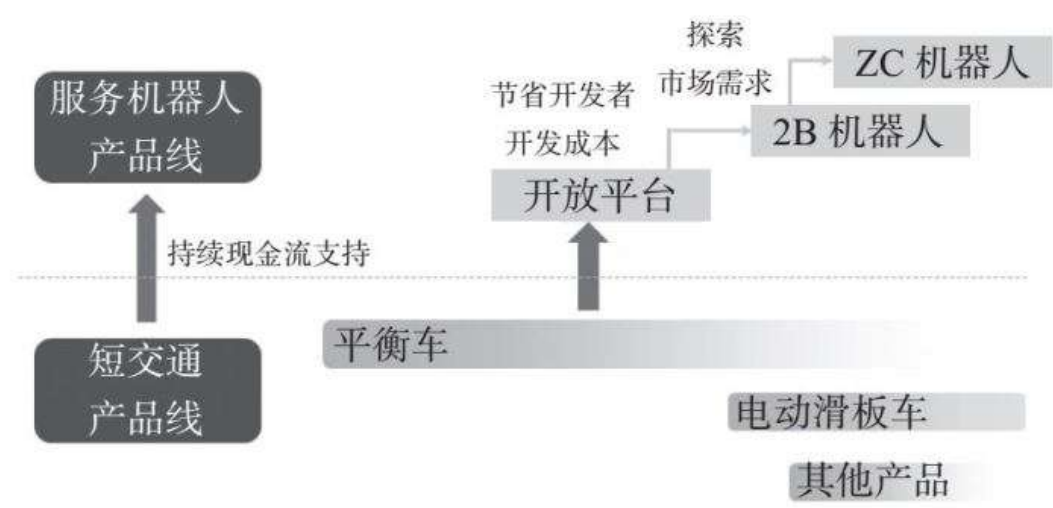 服务机器人
产品线
持续现金流支持
短交通
产品线
探索
市场需求
ZC 机器人
节省开发者
开发成本
2B 机器人
开放平台
平衡车
电动滑板车
其他产品